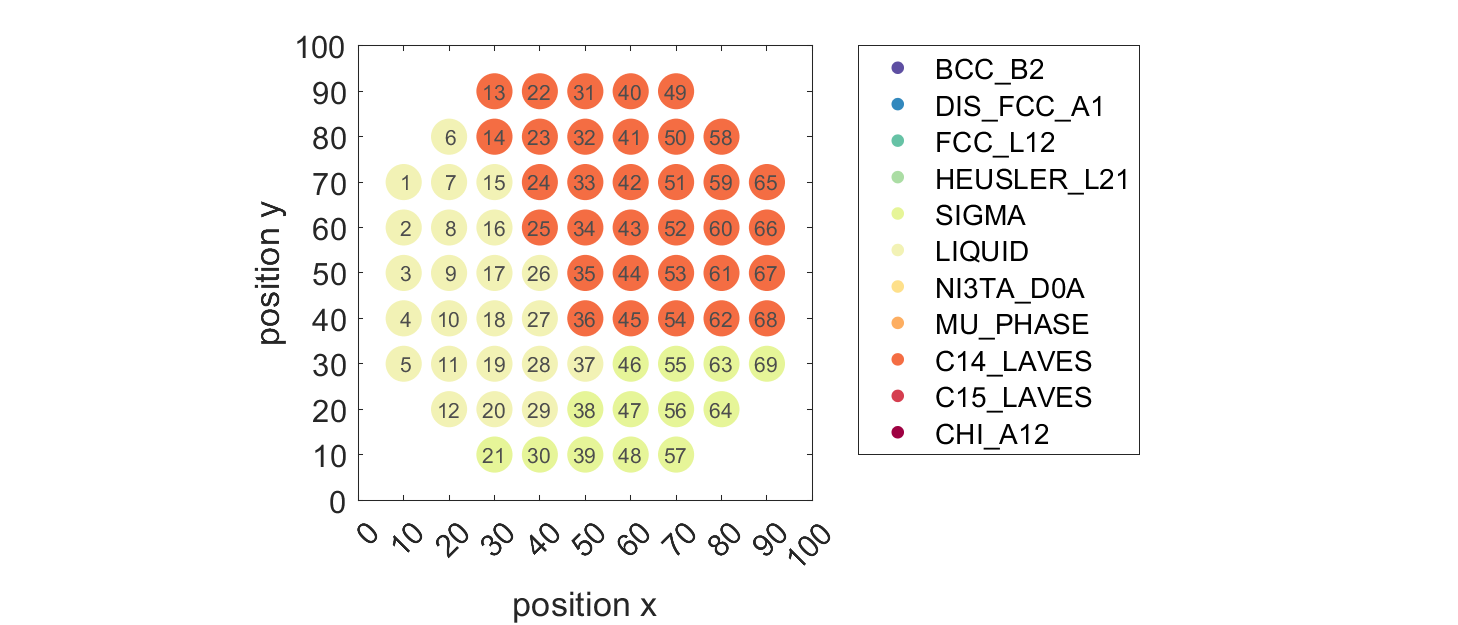 100
90 13 22 31 40 49
80 6 14 23 32 41 50 58
70 1 7 15 24 33 42 51 59 65
60 2 8 16 25 34 43 52 60 66
50 3 9 17 26 35 44 53 61 67
40 4 10 18 27 36 45 54 62 68
30 5 11 19 28 37 46 55 63 69
20 12 20 29 38 47 56 64
10 21 30 39 48 57
0
position y
0 10 20 30 40 50 60 70 80 90 100
position x
BCC_B2
DIS_FCC_A1
FCC_L12
HEUSLER_L21
SIGMA
LIQUID
NI3TA_D0A
MU_PHASE
C14_LAVES
C15_LAVES
CHI_A12